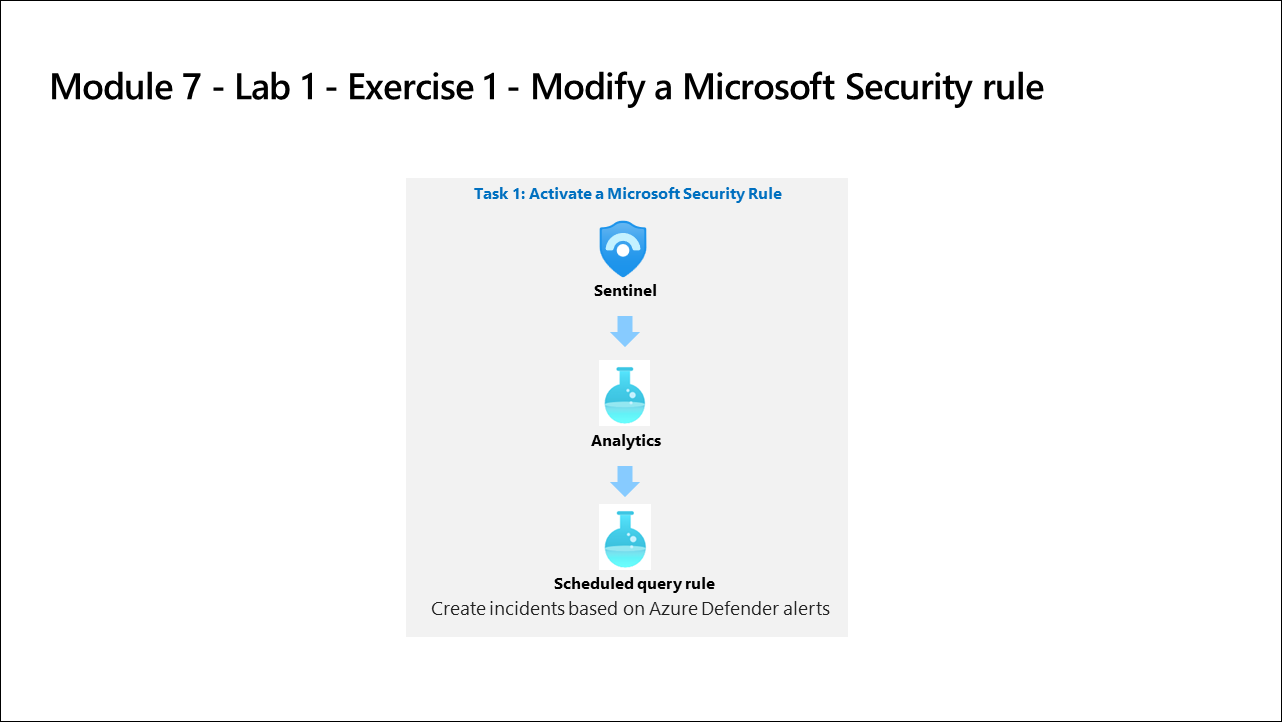 Module 7 - Lab 1 - Exercise 1 - Modify a Microsoft Security rule
Task 1: Activate a Microsoft Security Rule
Sentinel
Analytics
Scheduled query rule
Create incidents based on Azure Defender alerts